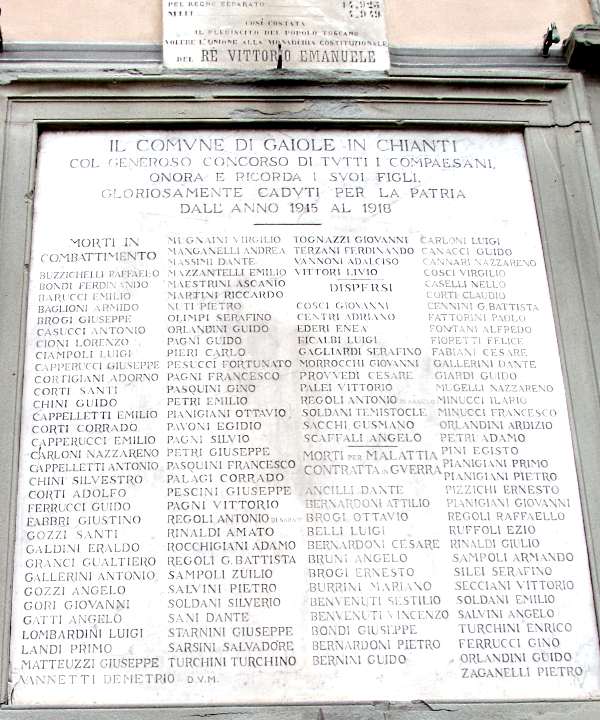 PEL REGNO SEPARATO 14,925
NULLI 4,949
COSÌ COSTATA
IL PLEBISCITO DEL POPOLO TOSCANO
VOLERE L'UNIONE ALLA MONARCHIA COSTITUZIONALE
DEL RE VITTORIO EMANUELE
IL COMVNE DI GAIOLE IN CHIANTI
COL GENEROSO CONCORSO DI TVTTI I COMPAESANI,
ONORA E RICORDA I SVOI FIGLI,
GLORIOSAMENTE CADVTI PER LA PATRIA
DALL'ANNO 1915 AL 1918
MORTI IN
COMBATTIMENTO
BUZZICHELLI RAFFAELO
BONDI FERDINANDO
BARUCCI EMILIO
BAGLIONI ARMIDO
BROGI GIUSEPPE
CASUCCI ANTONIO
CIONI LORENZO
CIAMPOLI LUIGI
CAPPERUCCI GIUSEPPE
CORTIGIANI ADORNO
CORTI SANTI
CHINI GUIDO
CAPPELLETTI EMILIO
CORTI CORRADO
CAPPERUCCI EMILIO
CARLONI NAZZARENO
CAPPELLETTI ANTONIO
CHINI SILVESTRO
CORTI ADOLFO
FERRUCCI GUIDO
FABBRI GIUSTINO
GOZZI SANTI
GALDINI ERALDO
GRANCI GUALTIERO
GALLERINI ANTONIO
GOZZI ANGELO
GORI GIOVANNI
GATTI ANGELO
LOMBARDINI LUIGI
LANDI PRIMO
MATTEUZZI GIUSEPPE
VANNETTI DEMETRIO D.V.M.
MUGNAINI VIRGILIO
MANGANELLI ANDREA
MASSIMI DANTE
MAZZANTELLI EMILIO
MAESTRINI ASCANIO
MARTINI RICCARDO
NUTI PIETRO
OLIMPI SERAFINO
ORLANDINI GUIDO
PAGNI GUIDO
PIERI CARLO
PESUCCI FORTUNATO
PAGNI FRANCESCO
PASQUINI GINO
PETRI EMILIO
PIANIGIANI OTTAVIO
PAVONI EGIDIO
PAGNI SILVIO
PETRI GIUSEPPE
PASQUINI FRANCESCO
PALAGI CORRADO
PESCINI GIUSEPPE
PAGNI VITTORIO
REGOLI ANTONIO
RINALDI AMATO
ROCCHIGIANI ADAMO
REGOLI G.BATTISTA
SAMPOLI ZUILIO
SALVINI PIETRO
SOLDANI SILVERIO
SANI DANTE
STARNINI GIUSEPPE
SARSINI SALVADORE
TURCHINI TURCHINO
TOGNAZZI GIOVANNI
TERZANI FERDINANDO
VANNONI ADALCISO
VITTORI LIVIO
DISPERSI
COSCI GIOVANNI
CENTRI ADRIANO
EDERI ENEA
FICALBI LUIGI
GAGLIARDI SERAFINO
MORROCCHI GIOVANNI
PROVVEDI CESARE
PALEI VITTORIO
REGOLI ANTONIO DI ANGELO
SOLDANI TEMISTOCLE
SACCHI GUSMANO
SCAFFALI ANGELO
MORTI PER MALATTIA
CONTRATTA IN GVERRA
ANCILLI DANTE
BERNARDONI ATTILIO
BROGI OTTAVIO
BELLI LUIGI
BERNARDONI CESARE
BRUNI ANGELO
BROGI ERNESTO
BURRINI MARIANO
BENVENUTI SESTILIO
BENVENUTI VINCENZO
BONDI GIUSEPPE
BERNARDONI PIETRO
BERNINI GUIDO
CARLONI LUIGI
CANACCI GUIDO
CANNARI NAZZARENO
COSCI VIRGILIO
CASELLI NELLO
CORTI CLAUDIO
CENNINI G.BATTISTA
FATTORINI PAOLO
FONTANI ALFREDO
FIORETTI FELICE
FABIANI CESARE
GALLERINI DANTE
GIARDI GUIDO
MUGELLI NAZZARENO
MINUCCI ILARIO
MINUCCI FRANCESCO
ORLANDINI ARDIZIO
PETRI ADAMO
PINI EGISTO
PIANIGIANI PRIMO
PIANIGIANI PIETRO
PIZZICHI ERNESTO
PIANIGIANI GIOVANNI
REGOLI RAFFAELLO
RUFFOLI EZIO
RINALDI GIULIO
SAMPOLI ARMANDO
SILEI SERAFINO
SECCIANI VITTORIO
SOLDANI EMILIO
SALVINI ANGELO
TURCHINI ENRICO
FERRUCCI GINO
ORLANDINI GUIDO
ZAGANELLI PIETRO